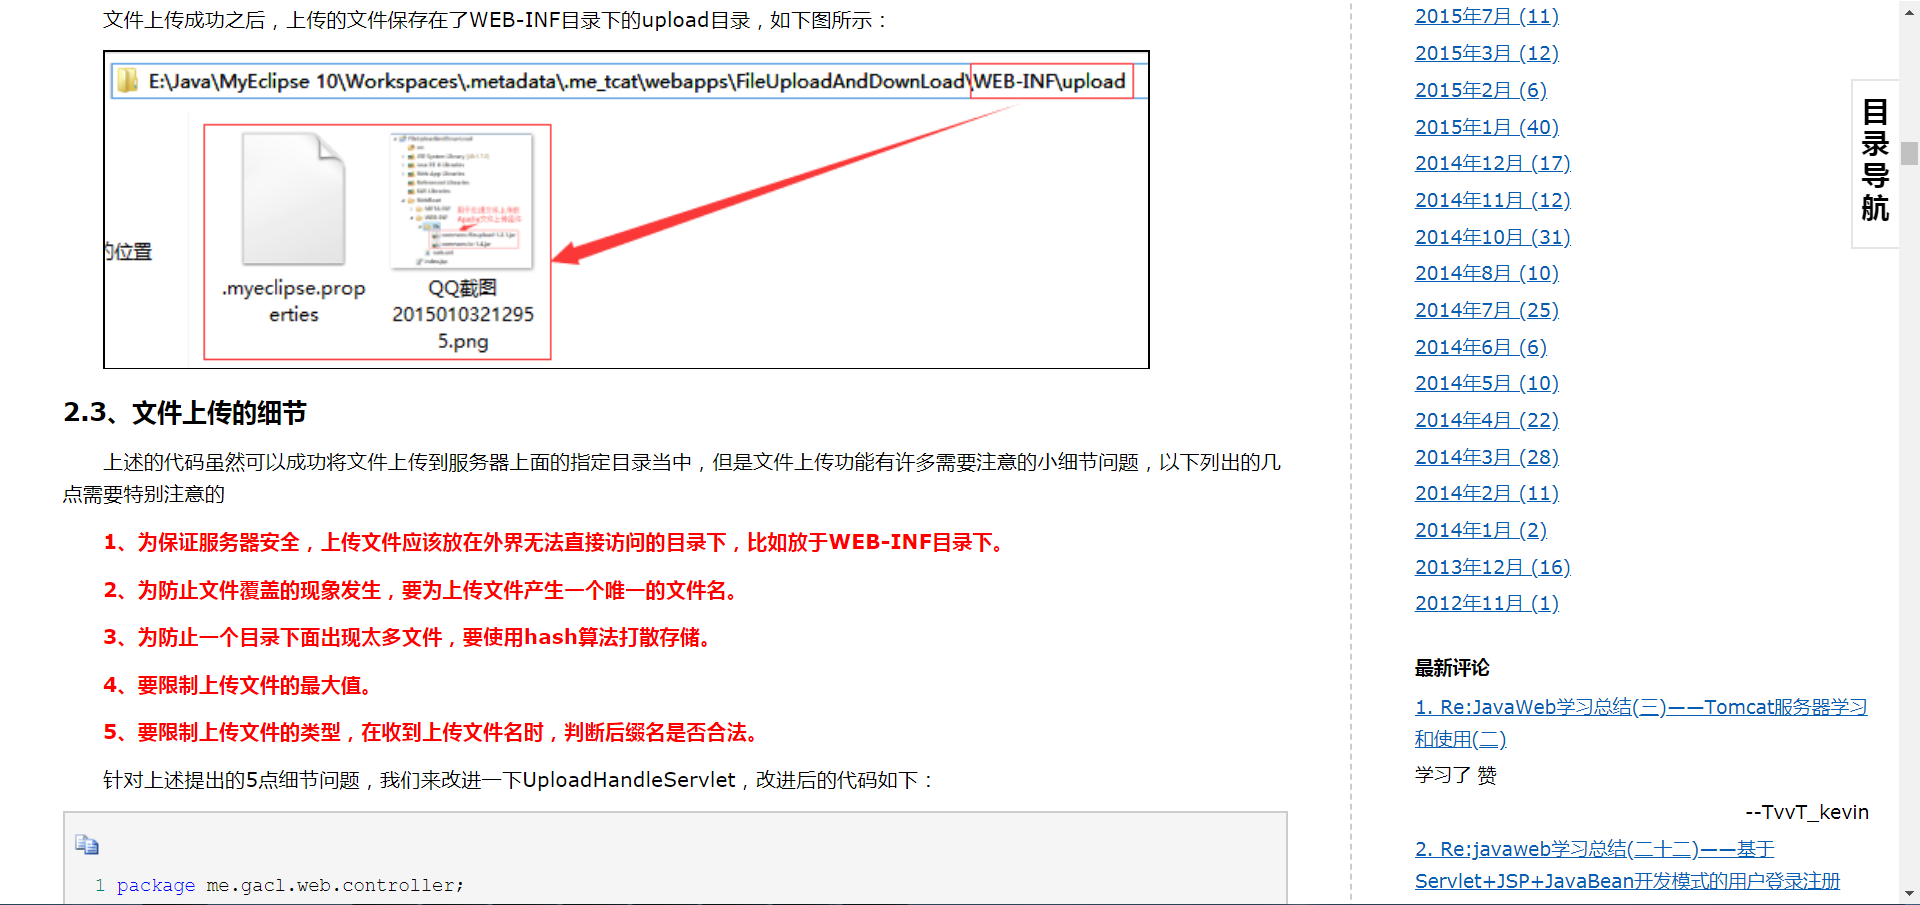 文件上传成功之后，上传的文件保存在了WEB-INF目录下的upload目录，如下图所示：
E:\Java\MyEclipse 10\Workspaces\.metadata\.me_tcat\webapps\FileUploadAndDownLoad\WEB-INF\upload
的位置
.myeclipse.prop
erties
QQ截图
2015010321295
5.png
2.3、文件上传的细节
上述的代码虽然可以成功将文件上传到服务器上面的指定目录当中，但是文件上传功能有许多需要注意的小细节问题，以下列出的几
点需要特别注意的
1、为保证服务器安全，上传文件应该放在外界无法直接访问的目录下，比如放于WEB-INF目录下。
2、为防止文件覆盖的现象发生，要为上传文件产生一个唯一的文件名。
3、为防止一个目录下面出现太多文件，要使用hash算法打散存储。
4、要限制上传文件的最大值。
5、要限制上传文件的类型，在收到上传文件名时，判断后缀名是否合法。
针对上述提出的5点细节问题，我们来改进一下UploadHandleServlet，改进后的代码如下：
1 package me.gacl.web.controller;
2015年7月 (11)
2015年3月 (12)
2015年2月 (6)
2015年1月 (40)
2014年12月 (17)
2014年11月 (12)
2014年10月 (31)
2014年8月 (10)
2014年7月 (25)
2014年6月 (6)
2014年5月 (10)
2014年4月 (22)
2014年3月 (28)
2014年2月 (11)
2014年1月 (2)
2013年12月 (16)
2012年11月 (1)
最新评论
1. Re:JavaWeb学习总结(三)——Tomcat服务器学习
和使用(二)
学习了 赞
--TvvT_kevin
2. Re:javaweb学习总结(二十二)——基于
Servlet+JSP+JavaBean开发模式的用户登录注册
目录导航